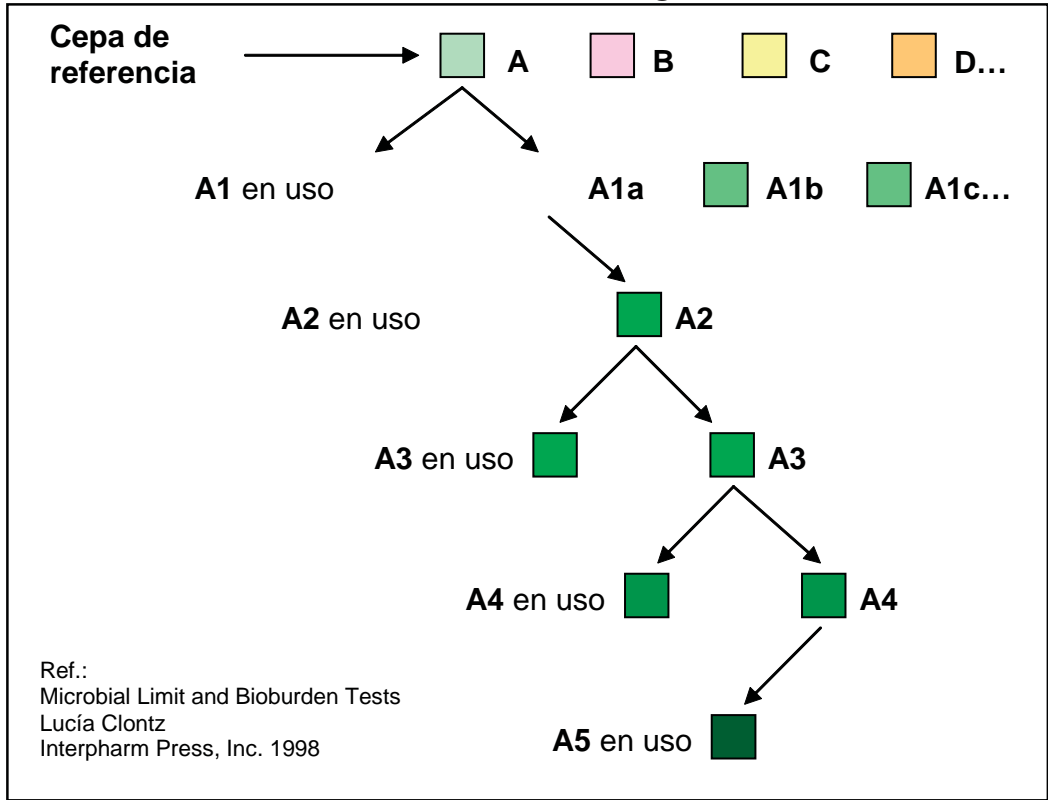 Cepa de
referencia
A B C D…
A1 en uso A1a A1b A1c…
A2 en uso A2
A3 en uso A3
A4 en uso A4
A5 en uso
Ref.:
Microbial Limit and Bioburden Tests
Lucía Clontz
Interpharm Press, Inc. 1998